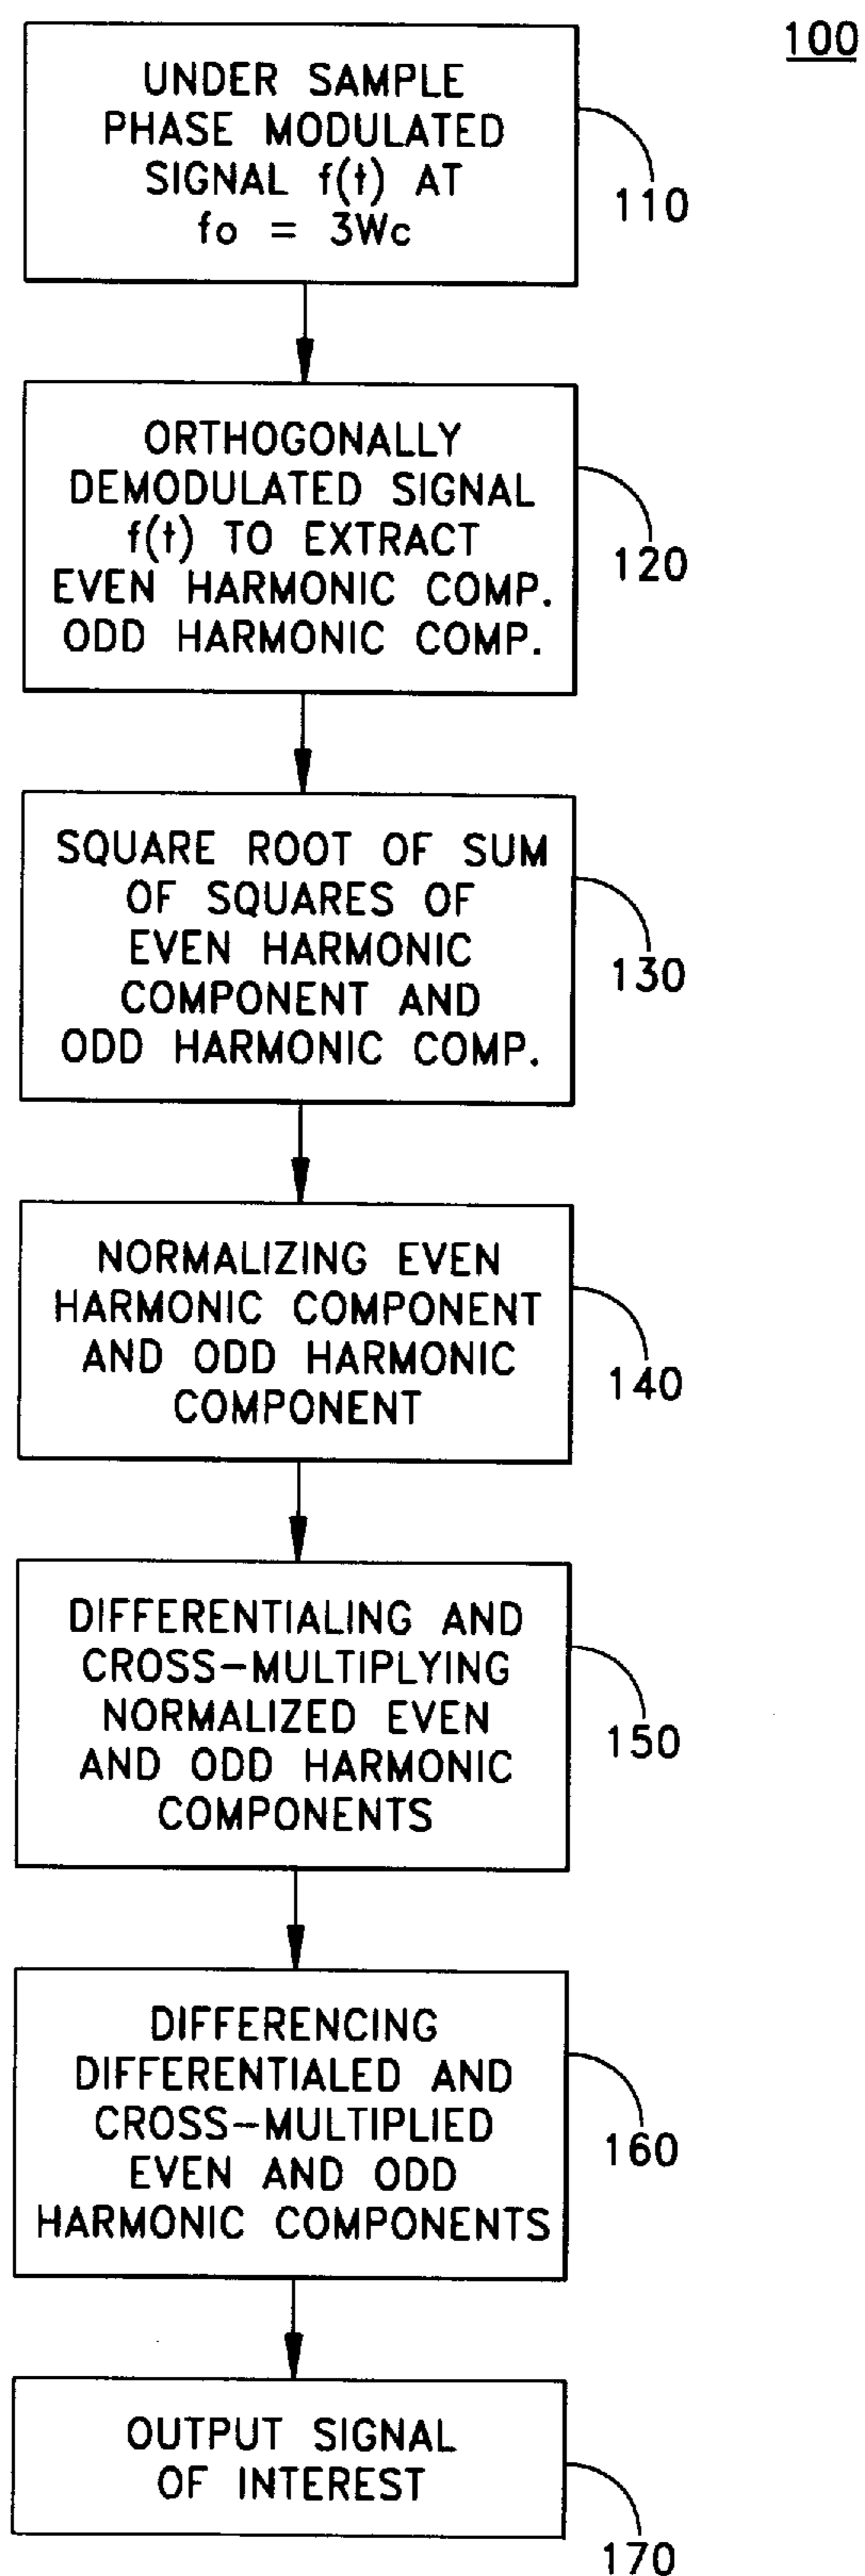 100
UNDER SAMPLE
PHASE MODULATED
SIGNAL f(t) AT
fo = 3Wc
110
ORTHOGONALLY
DEMODULATED SIGNAL
f(t) TO EXTRACT
EVEN HARMONIC COMP.
ODD HARMONIC COMP.
120
SQUARE ROOT OF SUM
OF SQUARES OF
EVEN HARMONIC
COMPONENT AND
ODD HARMONIC COMP.
130
NORMALIZING EVEN
HARMONIC COMPONENT
AND ODD HARMONIC
COMPONENT
140
DIFFERENTIALING AND
CROSS-MULTIPLYING
NORMALIZED EVEN
AND ODD HARMONIC
COMPONENTS
150
DIFFERENCING
DIFFERENTIALED AND
CROSS-MULTIPLIED
EVEN AND ODD
HARMONIC COMPONENTS
160
OUTPUT SIGNAL
OF INTEREST
170